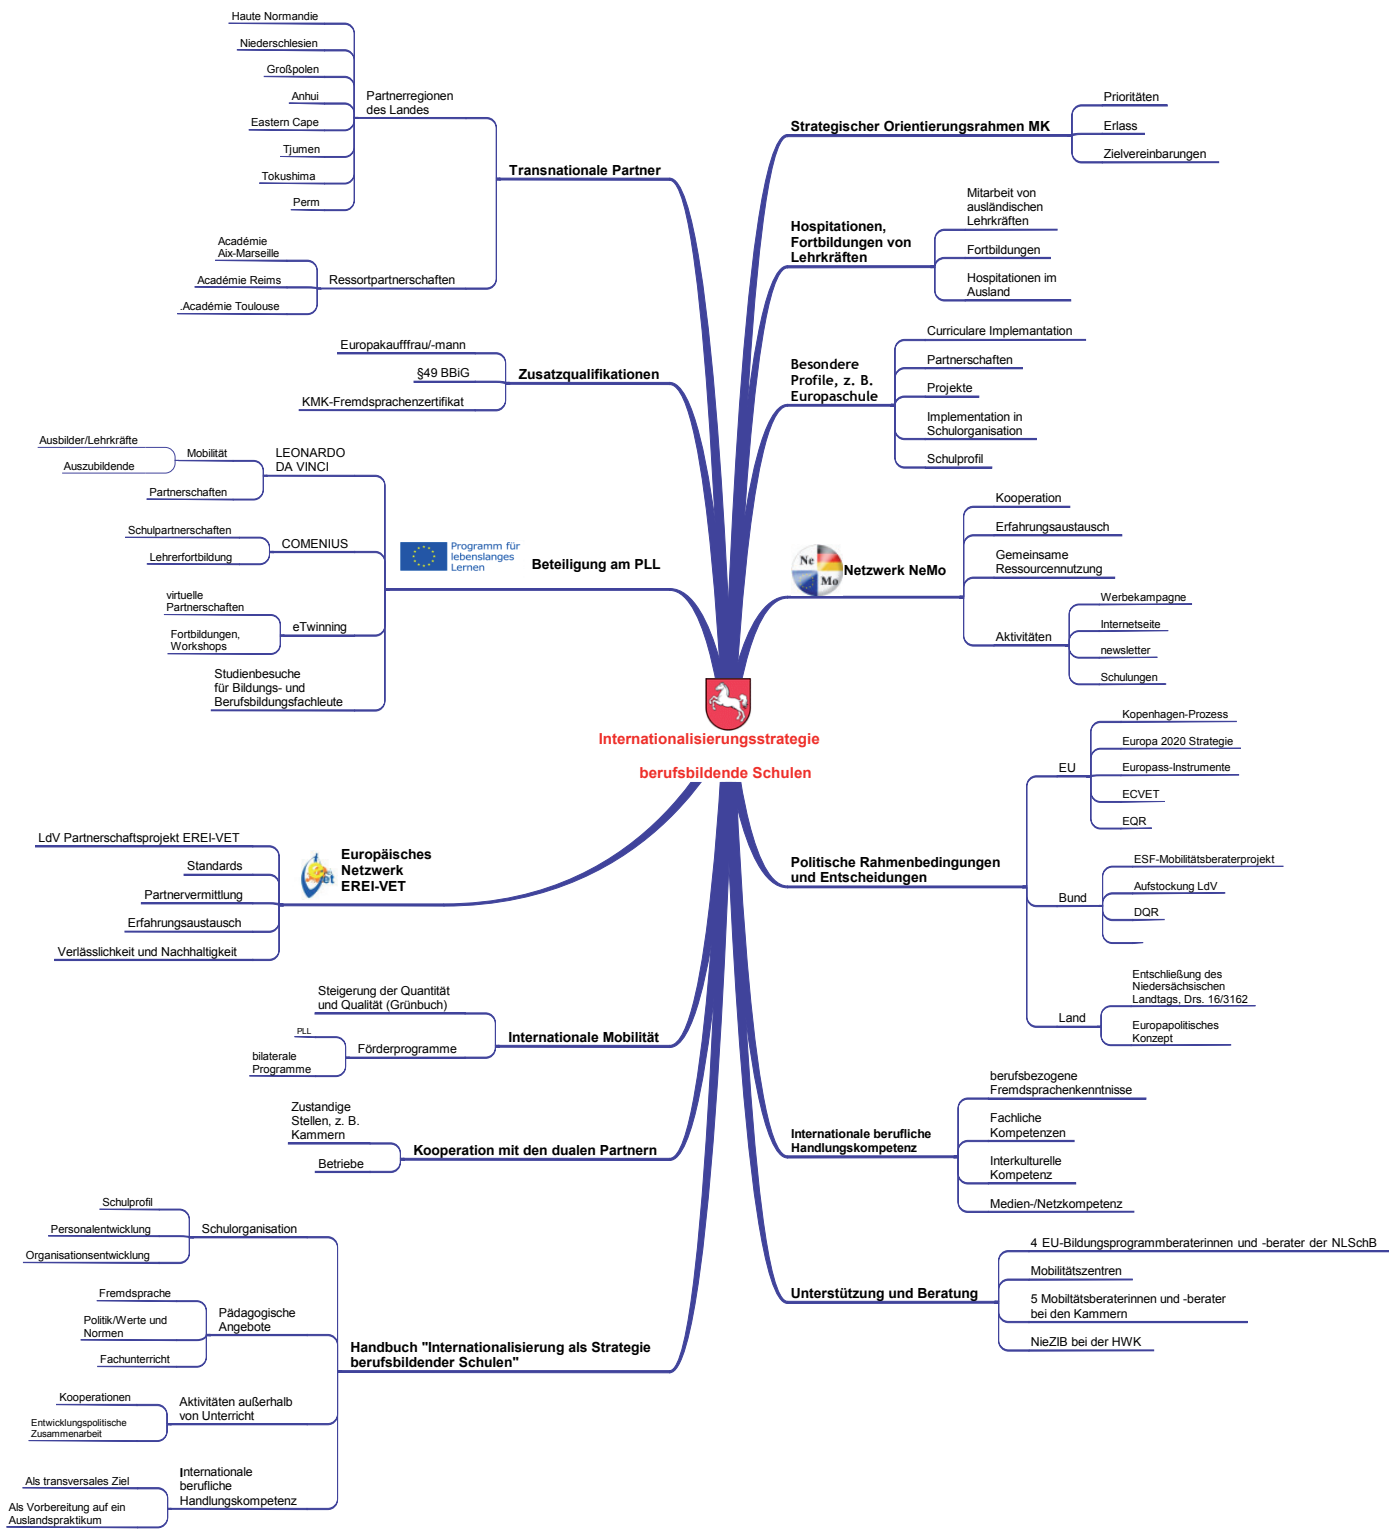 Haute Normandie
Niederschlesien
Großpolen
Anhui
Eastern Cape
Tjumen
Tokushima
Perm
Partnerregionen
des Landes
Académie
Aix-Marseille
Académie Reims
.Académie Toulouse
Ressortpartnerschaften
Transnationale Partner
Europakaufffrau/-mann
§49 BBiG
KMK-Fremdsprachenzertifikat
Zusatzqualifikationen
Ausbilder/Lehrkräfte
Auszubildende
Mobilität
Partnerschaften
LEONARDO
DA VINCI
Schulpartnerschaften
Lehrerfortbildung
COMENIUS
virtuelle
Partnerschaften
Fortbildungen,
Workshops
eTwinning
Studienbesuche
für Bildungs- und
Berufsbildungsfachleute
Programm für
lebenslanges
Lernen
Beteiligung am PLL
Strategischer Orientierungsrahmen MK
Prioritäten
Erlass
Zielvereinbarungen
Hospitationen,
Fortbildungen von
Lehrkräften
Mitarbeit von
ausländischen
Lehrkräften
Fortbildungen
Hospitationen im
Ausland
Besondere
Profile, z. B.
Europaschule
Curriculare Implemantation
Partnerschaften
Projekte
Implementation in
Schulorganisation
Schulprofil
Ne
Mo
Netzwerk NeMo
Kooperation
Erfahrungsaustausch
Gemeinsame
Ressourcennutzung
Aktivitäten
Werbekampagne
Internetseite
newsletter
Schulungen
Internationalisierungsstrategie
berufsbildende Schulen
LdV Partnerschaftsprojekt EREI-VET
Standards
Partnervermittlung
Erfahrungsaustausch
Verlässlichkeit und Nachhaltigkeit
Europäisches
Netzwerk
EREI-VET
Steigerung der Quantität
und Qualität (Grünbuch)
PLL
bilaterale
Programme
Förderprogramme
Internationale Mobilität
Zustandige
Stellen, z. B.
Kammern
Betriebe
Kooperation mit den dualen Partnern
Schulprofil
Personalentwicklung
Organisationsentwicklung
Schulorganisation
Fremdsprache
Politik/Werte und
Normen
Fachunterricht
Pädagogische
Angebote
Kooperationen
Entwicklungspolitische
Zusammenarbeit
Aktivitäten außerhalb
von Unterricht
Als transversales Ziel
Als Vorbereitung auf ein
Auslandspraktikum
Internationale
berufliche
Handlungskompetenz
Handbuch "Internationalisierung als Strategie
berufsbildender Schulen"
Politische Rahmenbedingungen
und Entscheidungen
EU
Kopenhagen-Prozess
Europa 2020 Strategie
Europass-Instrumente
ECVET
EQR
Bund
ESF-Mobilitätsberaterprojekt
Aufstockung LdV
DQR
Land
Entschließung des
Niedersächsischen
Landtags, Drs. 16/3162
Europapolitisches
Konzept
Internationale berufliche
Handlungskompetenz
berufsbezogene
Fremdsprachenkenntnisse
Fachliche
Kompetenzen
Interkulturelle
Kompetenz
Medien-/Netzkompetenz
Unterstützung und Beratung
4 EU-Bildungsprogrammberaterinnen und -berater der NLSchB
Mobilitätszentren
5 Mobiltätsberaterinnen und -berater
bei den Kammern
NieZIB bei der HWK